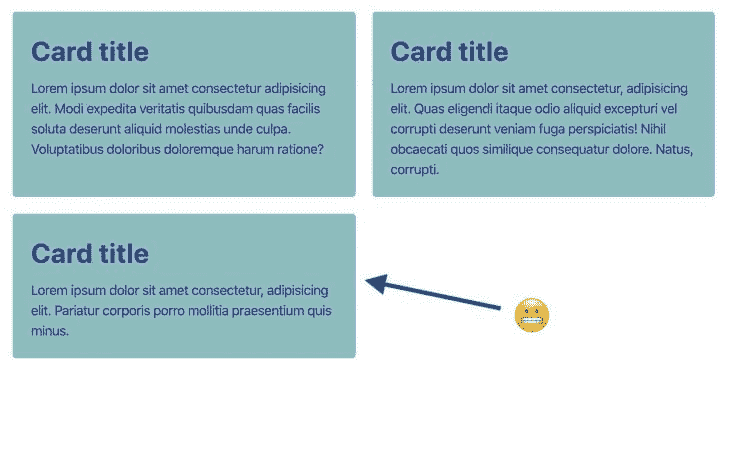 Card title
Lorem ipsum dolor sit amet consectetur adipisicing
elit. Modi expedita veritatis quibusdam quas facilis
soluta deserunt aliquid molestias unde culpa.
Voluptatibus doloribus doloremque harum ratione?
Card title
Lorem ipsum dolor sit amet consectetur, adipisicing
elit. Quas eligendi itaque odio aliquid excepturi vel
corrupti deserunt veniam fuga perspiciatis! Nihil
obcaecati quos similique consequatur dolore. Natus,
corrupti.
Card title
Lorem ipsum dolor sit amet consectetur, adipisicing
elit. Pariatur corporis porro mollitia praesentium quis
minus.